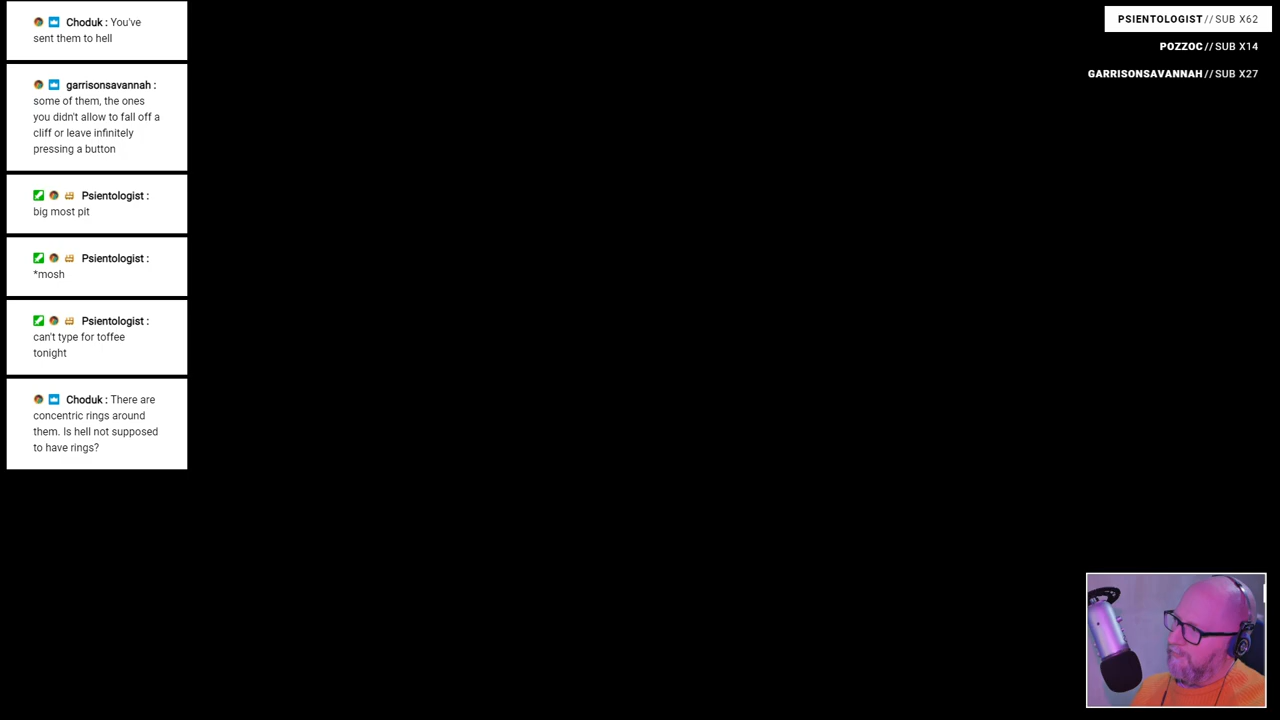 Choduk : You've
sent them to hell
garrisonsavannah :
some of them, the ones
you didn't allow to fall off a
cliff or leave infinitely
pressing a button
Psientologist :
big most pit
Psientologist :
*mosh
Psientologist :
can't type for toffee
tonight
Choduk : There are
concentric rings around
them. Is hell not supposed
to have rings?
PSIENTOLOGIST // SUB X62
POZZOC // SUB X14
GARRISONSAVANNAH // SUB X27